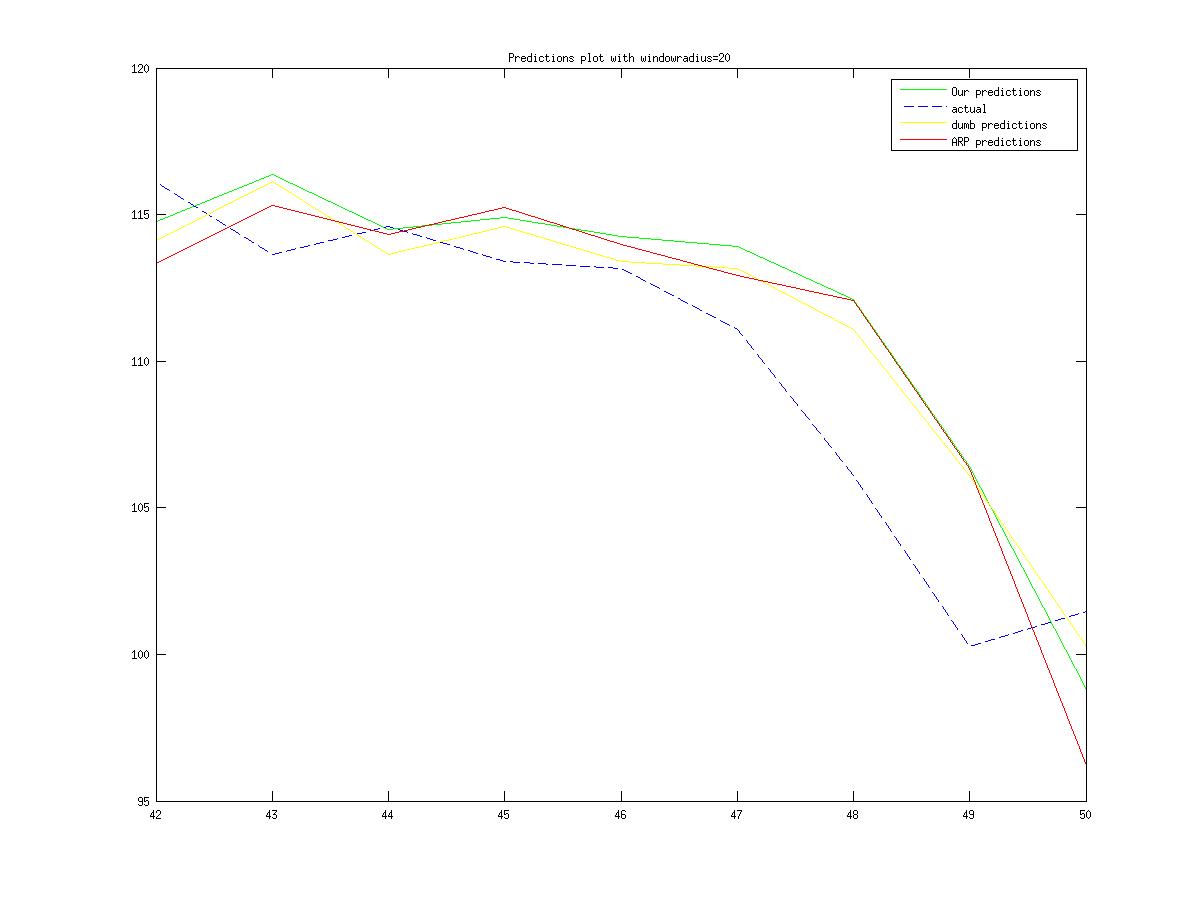 Predictions plot with windowradius=20
120
Our predictions
actual
dumb predictions
ARP predictions
115
110
105
100
95
42 43 44 45 46 47 48 49 50